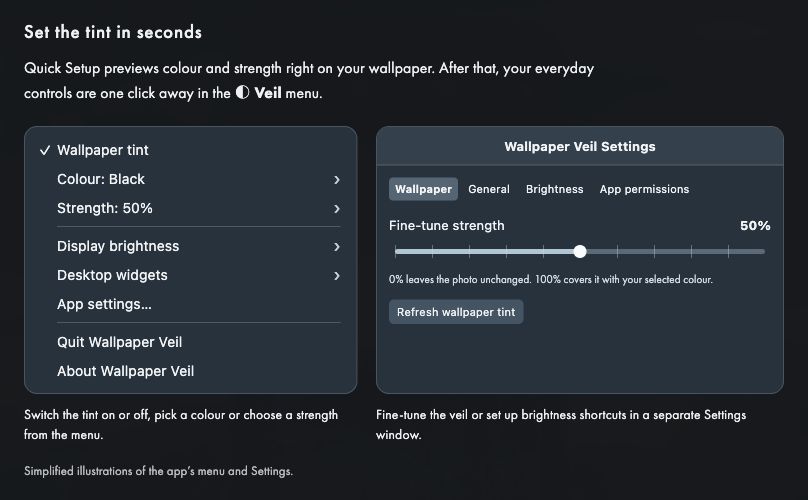 Set the tint in seconds
Quick Setup previews colour and strength right on your wallpaper. After that, your everyday
controls are one click away in the Veil menu.
✓ Wallpaper tint
Colour: Black
Strength: 50%
Display brightness
Desktop widgets
App settings...
Quit Wallpaper Veil
About Wallpaper Veil
Switch the tint on or off, pick a colour or choose a strength
from the menu.
Wallpaper Veil Settings
Wallpaper General Brightness App permissions
Fine-tune strength 50%
0% leaves the photo unchanged. 100% covers it with your selected colour.
Refresh wallpaper tint
Fine-tune the veil or set up brightness shortcuts in a separate Settings
window.
Simplified illustrations of the app's menu and Settings.